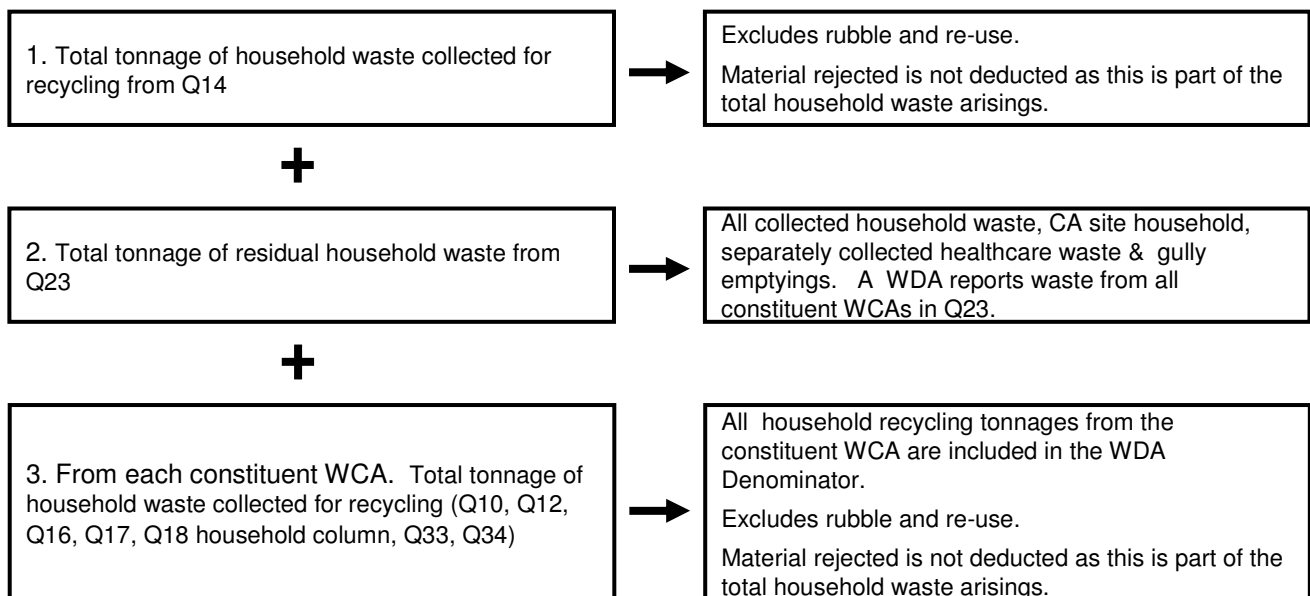 1. Total tonnage of household waste collected for
recycling from Q14
Excludes rubble and re-use.
Material rejected is not deducted as this is part of the
total household waste arisings.
+
2. Total tonnage of residual household waste from
Q23
All collected household waste, CA site household,
separately collected healthcare waste & gully
emptyings. A WDA reports waste from all
constituent WCAs in Q23.
+
3. From each constituent WCA. Total tonnage of
household waste collected for recycling (Q10, Q12,
Q16, Q17, Q18 household column, Q33, Q34)
All household recycling tonnages from the
constituent WCA are included in the WDA
Denominator.
Excludes rubble and re-use.
Material rejected is not deducted as this is part of the
total household waste arisings.